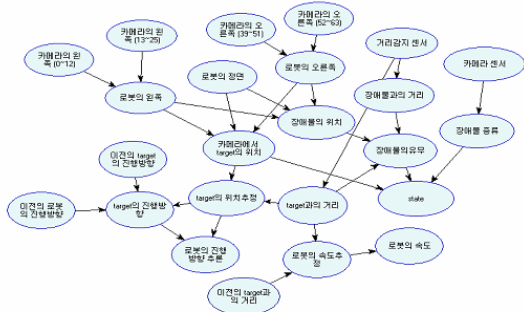 카메라의 왼
쪽 (13~25)
카메라의 오
른쪽 (39~51)
카메라의 오
른쪽 (52~63)
카메라의 왼
쪽 (0~12)
로봇의 정면
로봇의 오른쪽
거리감지 센서
카메라 센서
로봇의 왼쪽
장애물의 위치
장애물과의 거리
장애물 종류
카메라에서
target의 위치
장애물의유무
이전의 target
의 진행방향
이전의 로봇
의 진행방향
target의 진행방
향
target의 위치추정
target과의 거리
state
로봇의 진행
방향 추론
로봇의 속도추
정
로봇의 속도
이전의 target과
의 거리